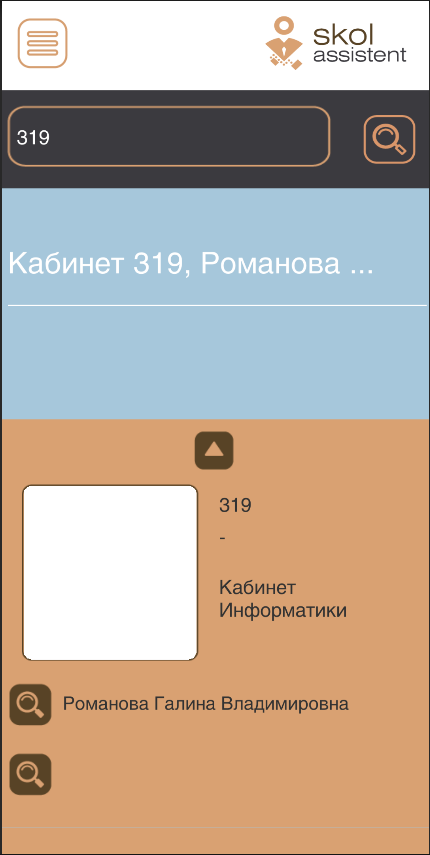 skol
assistent
319
Кабинет 319, Романова ...
319
-
Кабинет
Информатики
Романова Галина Владимировна